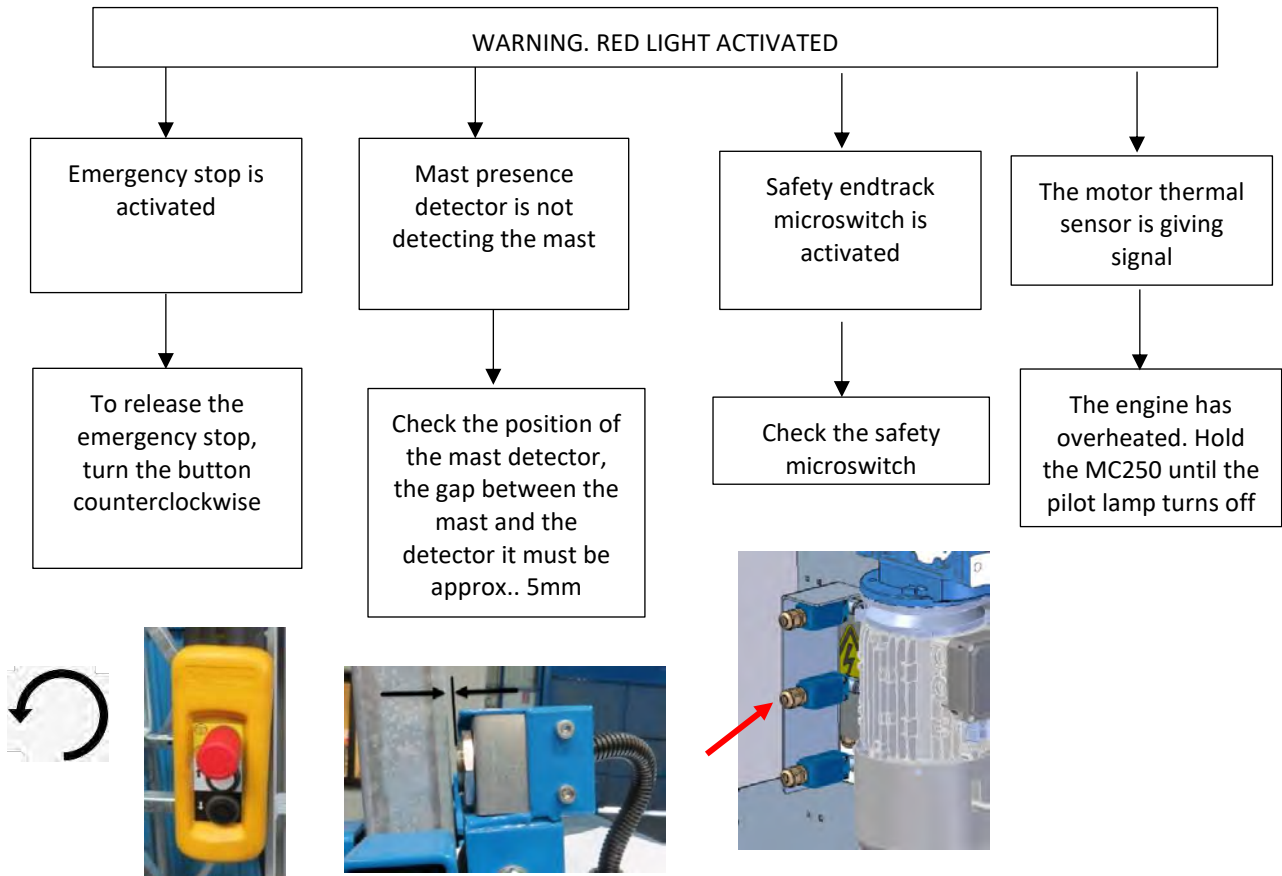 WARNING. RED LIGHT ACTIVATED
Emergency stop is
activated
Mast presence
detector is not
detecting the mast
Safety endtrack
microswitch is
activated
The motor thermal
sensor is giving
signal
To release the
emergency stop,
turn the button
counterclockwise
Check the position of
the mast detector,
the gap between the
mast and the
detector it must be
approx.. 5mm
Check the safety
microswitch
The engine has
overheated. Hold
the MC250 until the
pilot lamp turns off